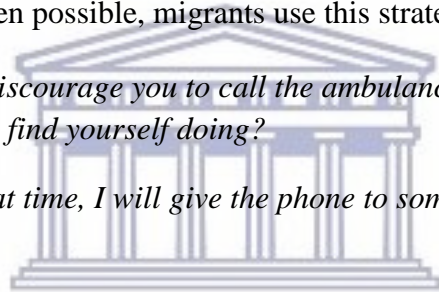 en possible, migrants use this strate
iscourage you to call the ambulanc
find yourself doing?
at time, I will give the phone to som